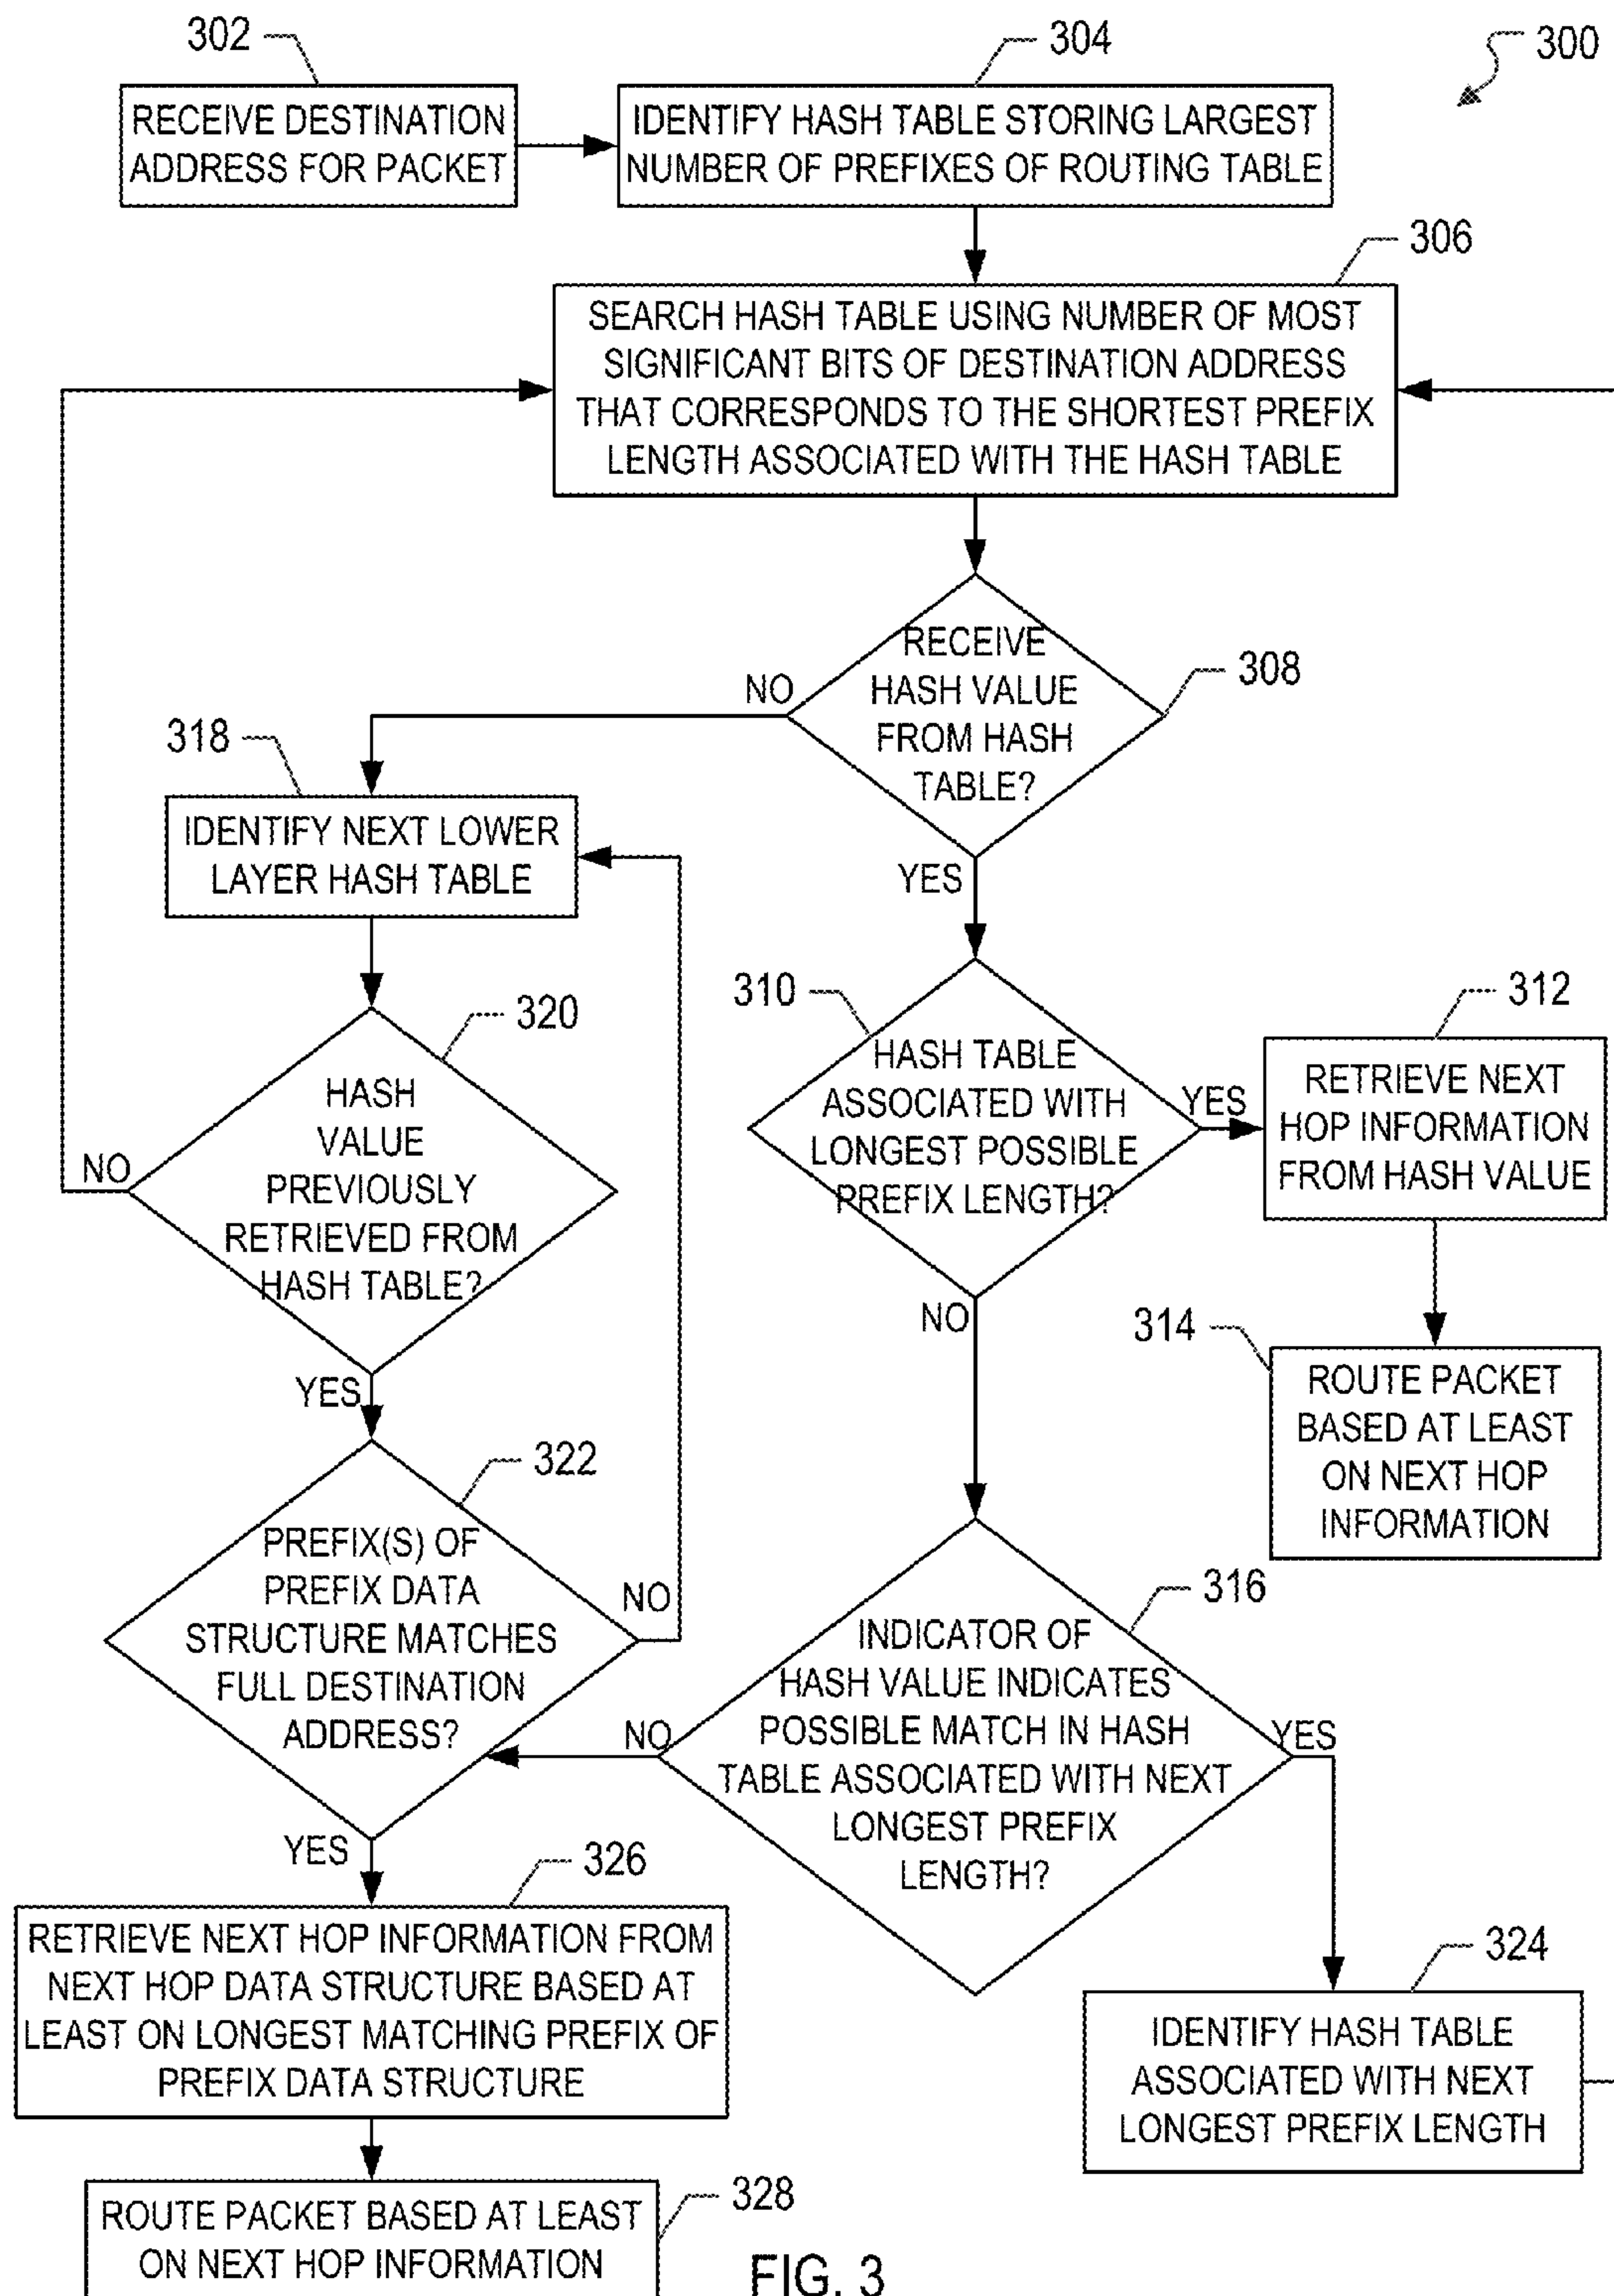 302
304
300
RECEIVE DESTINATION
ADDRESS FOR PACKET
IDENTIFY HASH TABLE STORING LARGEST
NUMBER OF PREFIXES OF ROUTING TABLE
306
SEARCH HASH TABLE USING NUMBER OF MOST
SIGNIFICANT BITS OF DESTINATION ADDRESS
THAT CORRESPONDS TO THE SHORTEST PREFIX
LENGTH ASSOCIATED WITH THE HASH TABLE
308
RECEIVE
HASH VALUE
FROM HASH
TABLE?
NO
YES
318
IDENTIFY NEXT LOWER
LAYER HASH TABLE
310
HASH TABLE
ASSOCIATED WITH
LONGEST POSSIBLE
PREFIX LENGTH?
YES
NO
312
RETRIEVE NEXT
HOP INFORMATION
FROM HASH VALUE
314
ROUTE PACKET
BASED AT LEAST
ON NEXT HOP
INFORMATION
320
HASH
VALUE
PREVIOUSLY
RETRIEVED FROM
HASH TABLE?
NO
YES
322
PREFIX(S) OF
PREFIX DATA
STRUCTURE MATCHES
FULL DESTINATION
ADDRESS?
NO
YES
316
INDICATOR OF
HASH VALUE INDICATES
POSSIBLE MATCH IN HASH
TABLE ASSOCIATED WITH NEXT
LONGEST PREFIX
LENGTH?
NO
YES
326
RETRIEVE NEXT HOP INFORMATION FROM
NEXT HOP DATA STRUCTURE BASED AT
LEAST ON LONGEST MATCHING PREFIX OF
PREFIX DATA STRUCTURE
324
IDENTIFY HASH TABLE
ASSOCIATED WITH NEXT
LONGEST PREFIX LENGTH
328
ROUTE PACKET BASED AT LEAST
ON NEXT HOP INFORMATION
FIG. 3